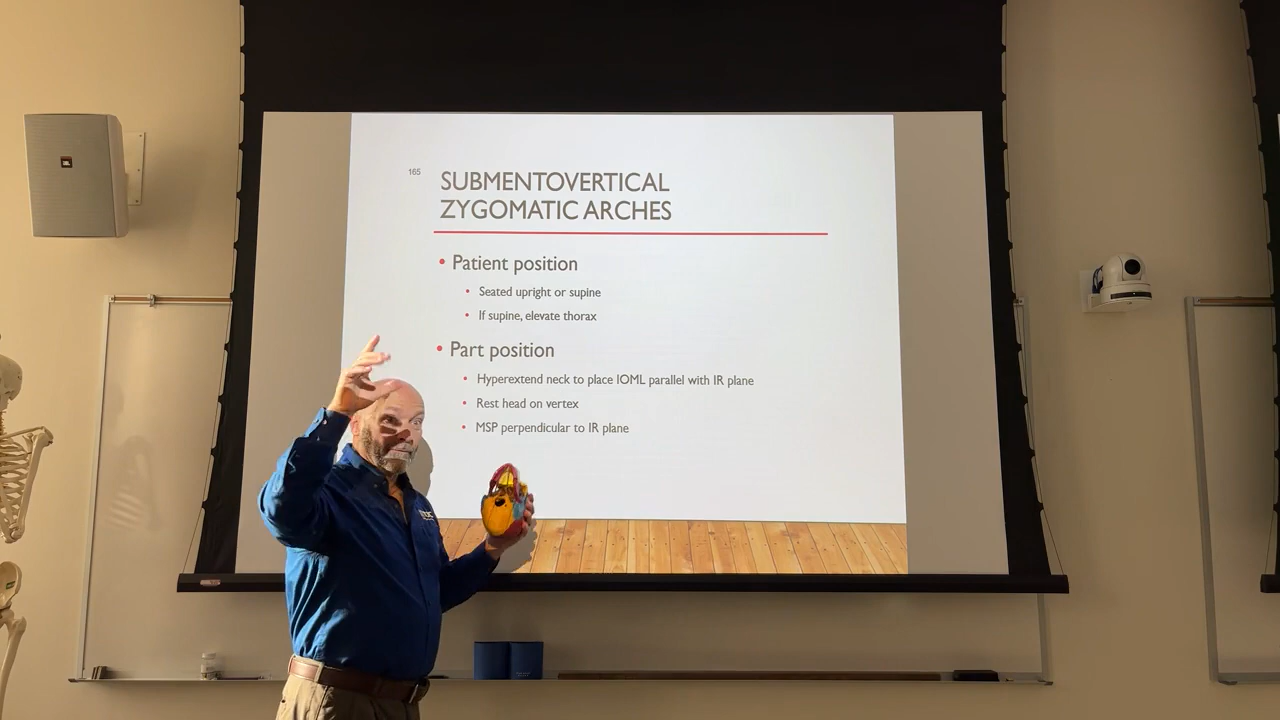 165
SUBMENTOVERTICAL
ZYGOMATIC ARCHES
• Patient position
• Seated upright or supine
• If supine, elevate thorax
• Part position
• Hyperextend neck to place IOML parallel with IR plane
• Rest head on vertex
• MSP perpendicular to IR plane
JBL